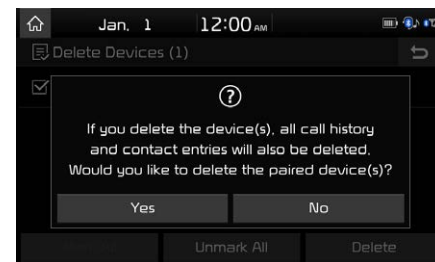 Jan. 1 12:00 AM
Delete Devices (1)
If you delete the device(s), all call history
and contact entries will also be deleted.
Would you like to delete the paired device(s)?
Yes No
Unmark All Delete